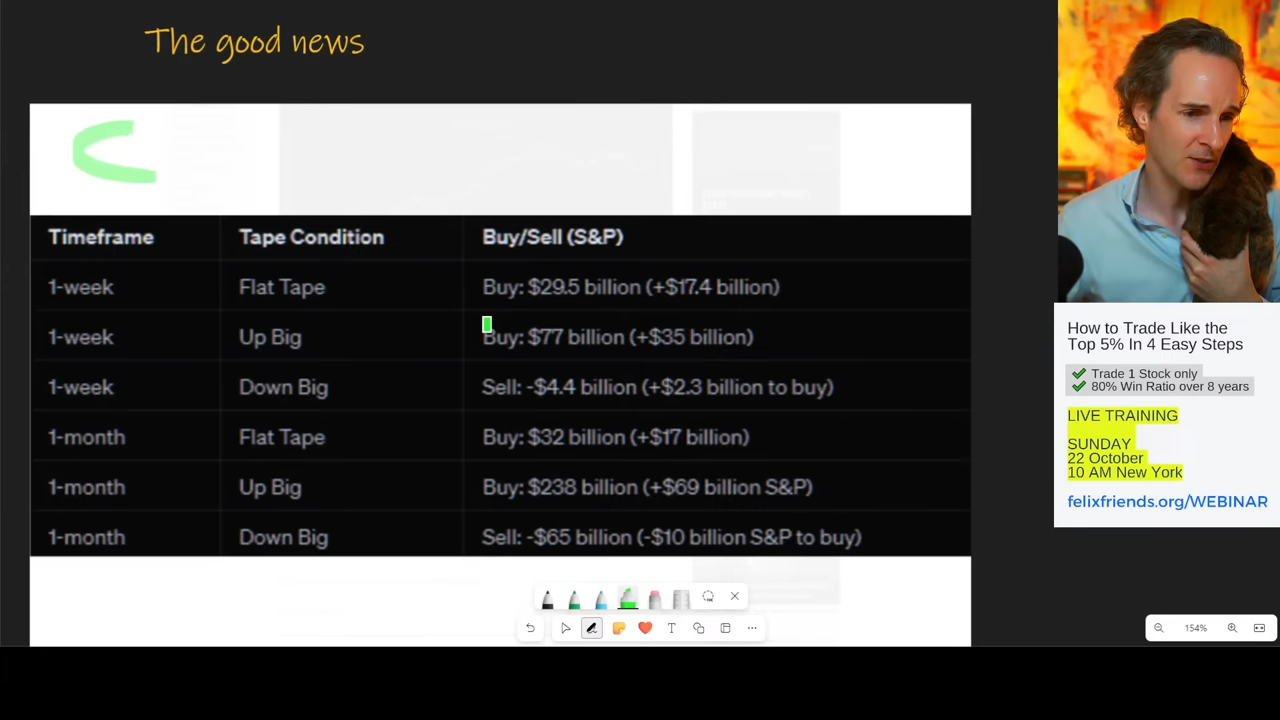 The good news
Timeframe Tape Condition Buy/Sell (S&P)
1-week Flat Tape Buy: $29.5 billion (+$17.4 billion)
1-week Up Big Buy: $77 billion (+$35 billion)
1-week Down Big Sell: -$4.4 billion (+$2.3 billion to buy)
1-month Flat Tape Buy: $32 billion (+$17 billion)
1-month Up Big Buy: $238 billion (+$69 billion S&P)
1-month Down Big Sell: -$65 billion (-$10 billion S&P to buy)
How to Trade Like the
Top 5% In 4 Easy Steps
Trade 1 Stock only
80% Win Ratio over 8 years
LIVE TRAINING
SUNDAY
22 October
10 AM New York
felixfriends.org/WEBINAR
T
154%